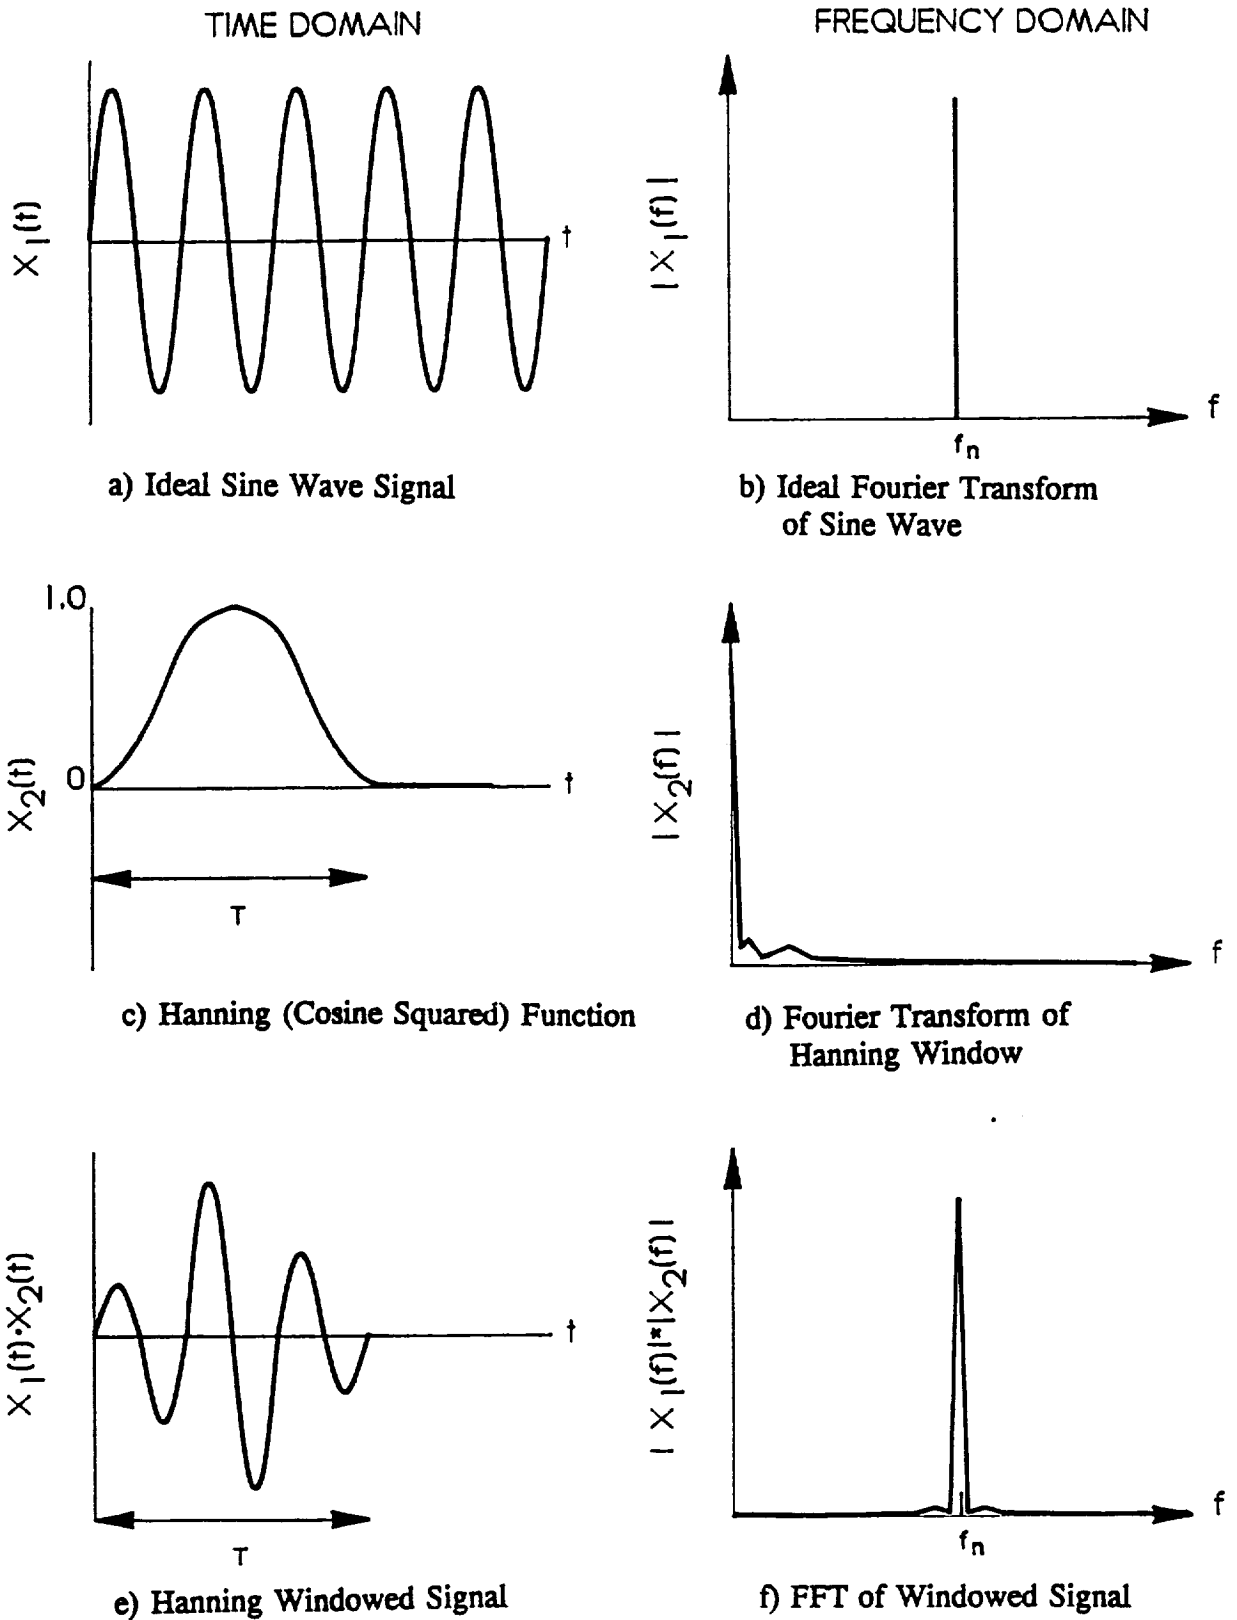 TIME DOMAIN
FREQUENCY DOMAIN
X1(t)
t
| X1(f) |
f
fn
a) Ideal Sine Wave Signal
b) Ideal Fourier Transform
of Sine Wave
1.0
0
X2(t)
t
T
| X2(f) |
f
c) Hanning (Cosine Squared) Function
d) Fourier Transform of
Hanning Window
X1(t)•X2(t)
t
T
| X1(f) |*|X2(f) |
f
fn
e) Hanning Windowed Signal
f) FFT of Windowed Signal